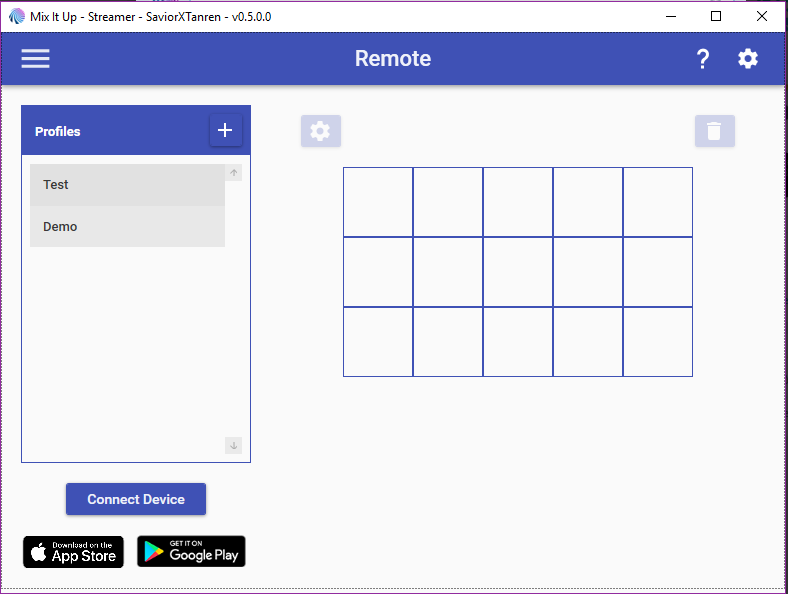 Mix It Up - Streamer - SaviorXTanren - v0.5.0.0
Remote
?
Profiles
+
Test
Demo
Connect Device
Download on the
App Store
GET IT ON
Google Play